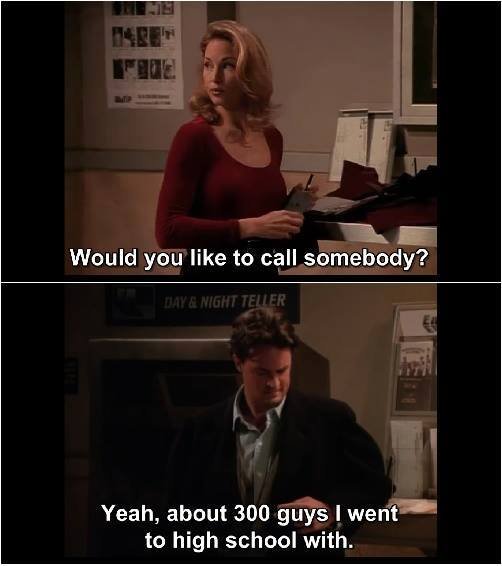 Would you like to call somebody?
DAY & NIGHT TELLER
Yeah, about 300 guys I went
to high school with.